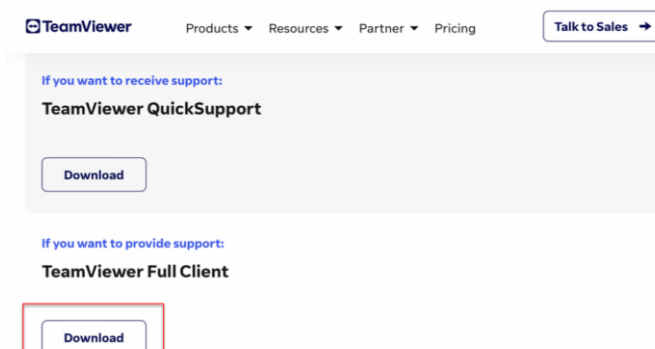 TeamViewer Products Resources Partner Pricing Talk to Sales
If you want to receive support:
TeamViewer QuickSupport
Download
If you want to provide support:
TeamViewer Full Client
Download